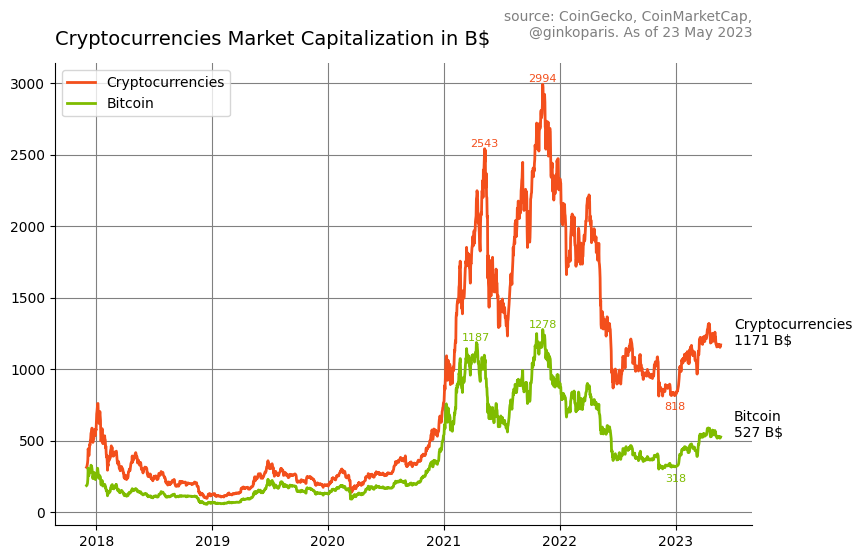 source: CoinGecko, CoinMarketCap,
@ginkoparis. As of 23 May 2023
Cryptocurrencies Market Capitalization in B$
Cryptocurrencies
Bitcoin
3000
2500
2000
1500
1000
500
0
2994
2543
1278
1187
818
318
Cryptocurrencies
1171 B$
Bitcoin
527 B$
2018 2019 2020 2021 2022 2023